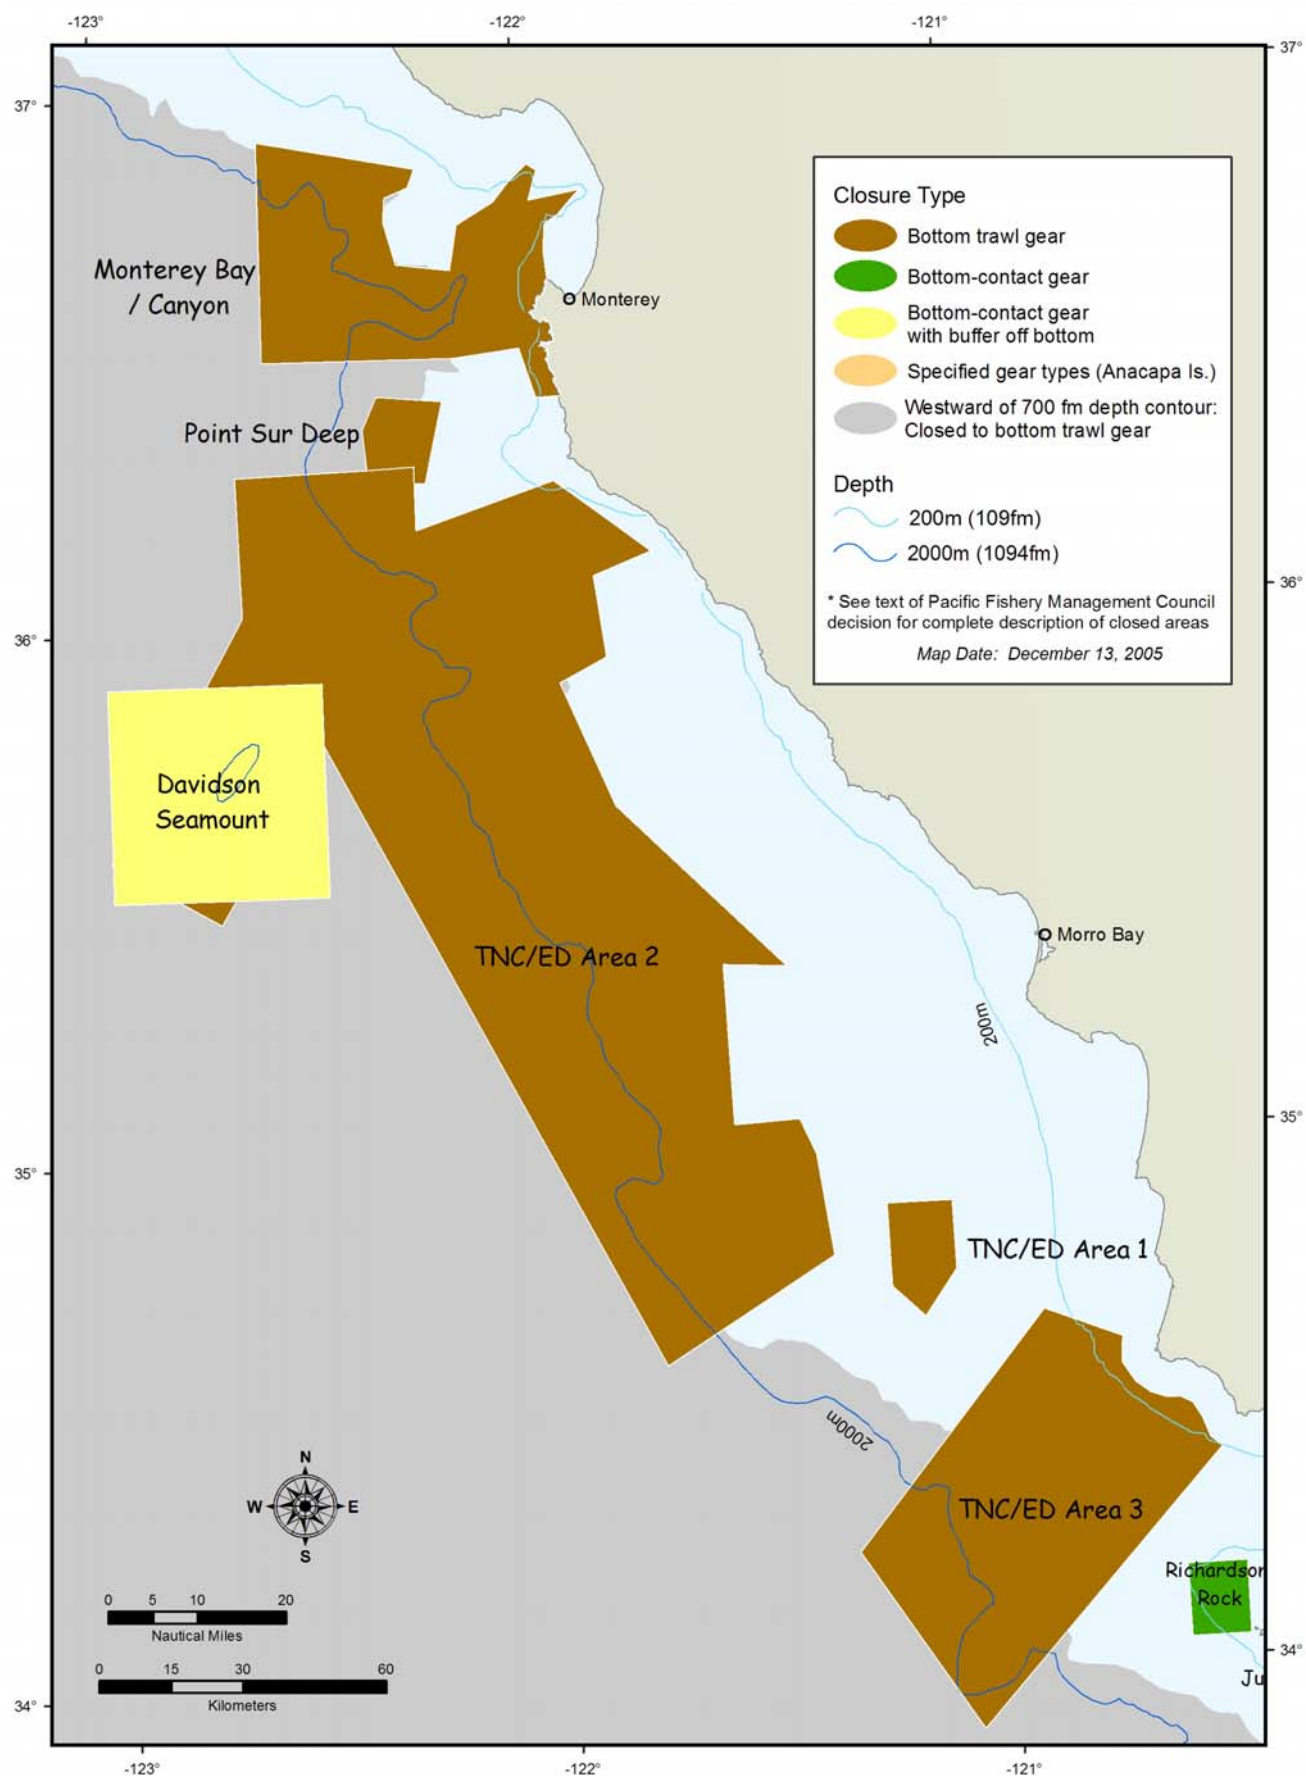 -123°
-122°
-121°
37°
37°
Closure Type
Bottom trawl gear
Bottom-contact gear
Bottom-contact gear
with buffer off bottom
Specified gear types (Anacapa Is.)
Westward of 700 fm depth contour:
Closed to bottom trawl gear
Depth
200m (109fm)
2000m (1094fm)
* See text of Pacific Fishery Management Council
decision for complete description of closed areas
Map Date: December 13, 2005
Monterey Bay
/ Canyon
Monterey
Point Sur Deep
36°
36°
Davidson
Seamount
Morro Bay
TNC/ED Area 2
200m
35°
35°
TNC/ED Area 1
2000m
N
W
E
S
TNC/ED Area 3
Richardson
Rock
0 5 10 20
Nautical Miles
34°
0 15 30 60
Kilometers
Ju
34°
-123°
-122°
-121°